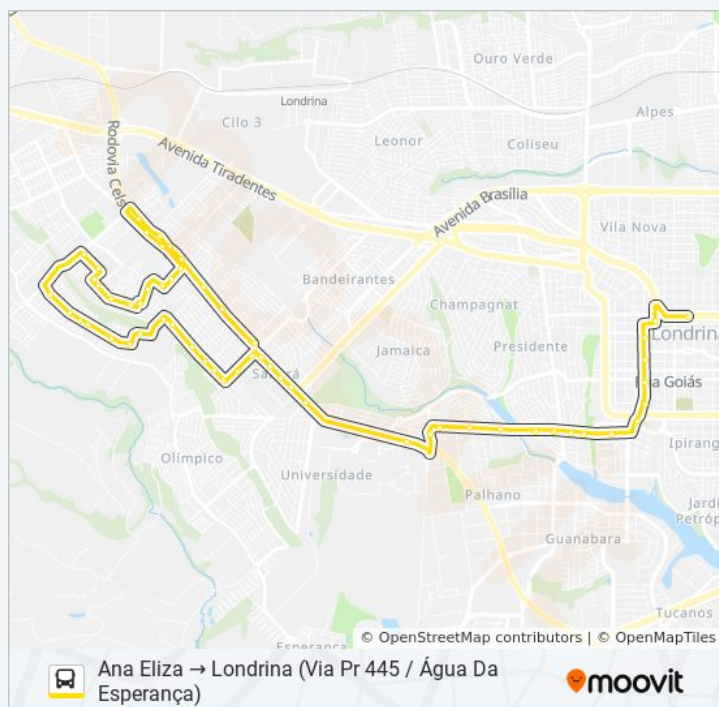 Ouro Verde
Londrina
Cilo 3
Alpes
Leonor
Coliseu
Rodovia Cels
Avenida Tiradentes
Avenida Brasília
Vila Nova
Bandeirantes
Champagnat
Londrina
Jamaica
Presidente
Goiás
Ipirang
Olímpico
Universidade
Palhano
Jardi
Petróp
Guanabara
Tucanos
Esperança
© OpenStreetMap contributors | © OpenMapTiles
Ana Eliza → Londrina (Via Pr 445 / Água Da
Esperança)
moovit